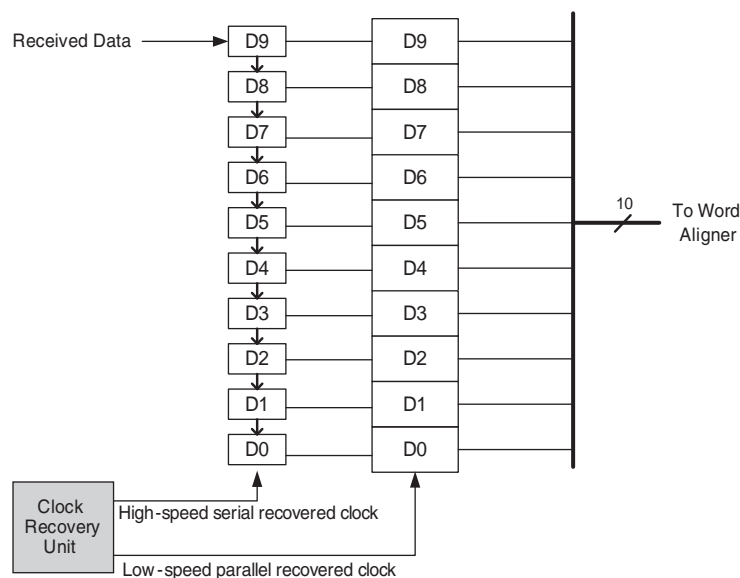 Received Data
D9
D9
D8
D8
D7
D7
D6
D6
D5
D5
10
To Word
Aligner
D4
D4
D3
D3
D2
D2
D1
D1
D0
D0
Clock
Recovery
Unit
High-speed serial recovered clock
Low-speed parallel recovered clock